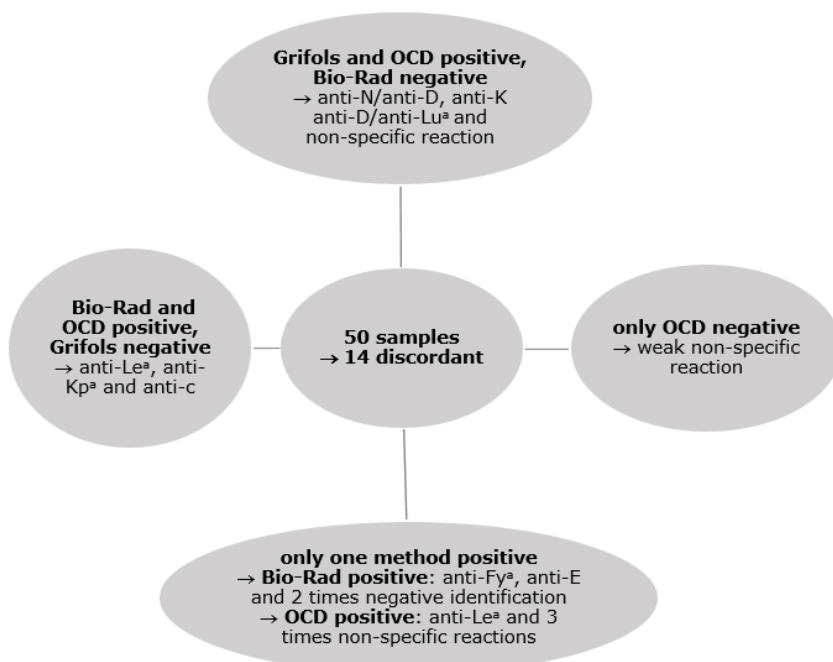 Grifols and OCD positive,
Bio-Rad negative
→ anti-N/anti-D, anti-K
anti-D/anti-Luᵃ and
non-specific reaction
Bio-Rad and
OCD positive,
Grifols negative
→ anti-Leᵃ, anti-
Kpᵃ and anti-c
50 samples
→ 14 discordant
only OCD negative
→ weak non-specific
reaction
only one method positive
→ Bio-Rad positive: anti-Fyᵃ, anti-E
and 2 times negative identification
→ OCD positive: anti-Leᵃ and 3
times non-specific reactions